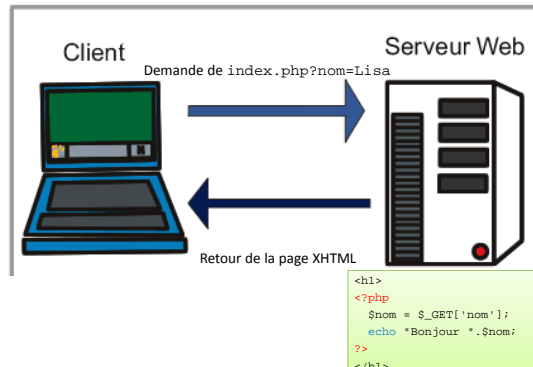 Client
Serveur Web
Demande de index.php?nom=Lisa
Retour de la page XHTML
<h1>
<?php
$nom = $_GET['nom'];
echo "Bonjour ".$nom;
?>
</h1>